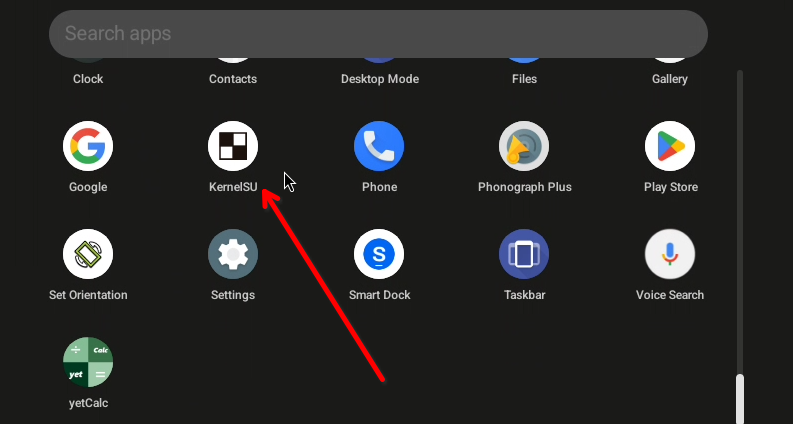 Search apps
Clock
Contacts
Desktop Mode
Files
Gallery
Google
KernelSU
Phone
Phonograph Plus
Play Store
Set Orientation
Settings
S
Smart Dock
Taskbar
Voice Search
Calc
yet
yetCalc